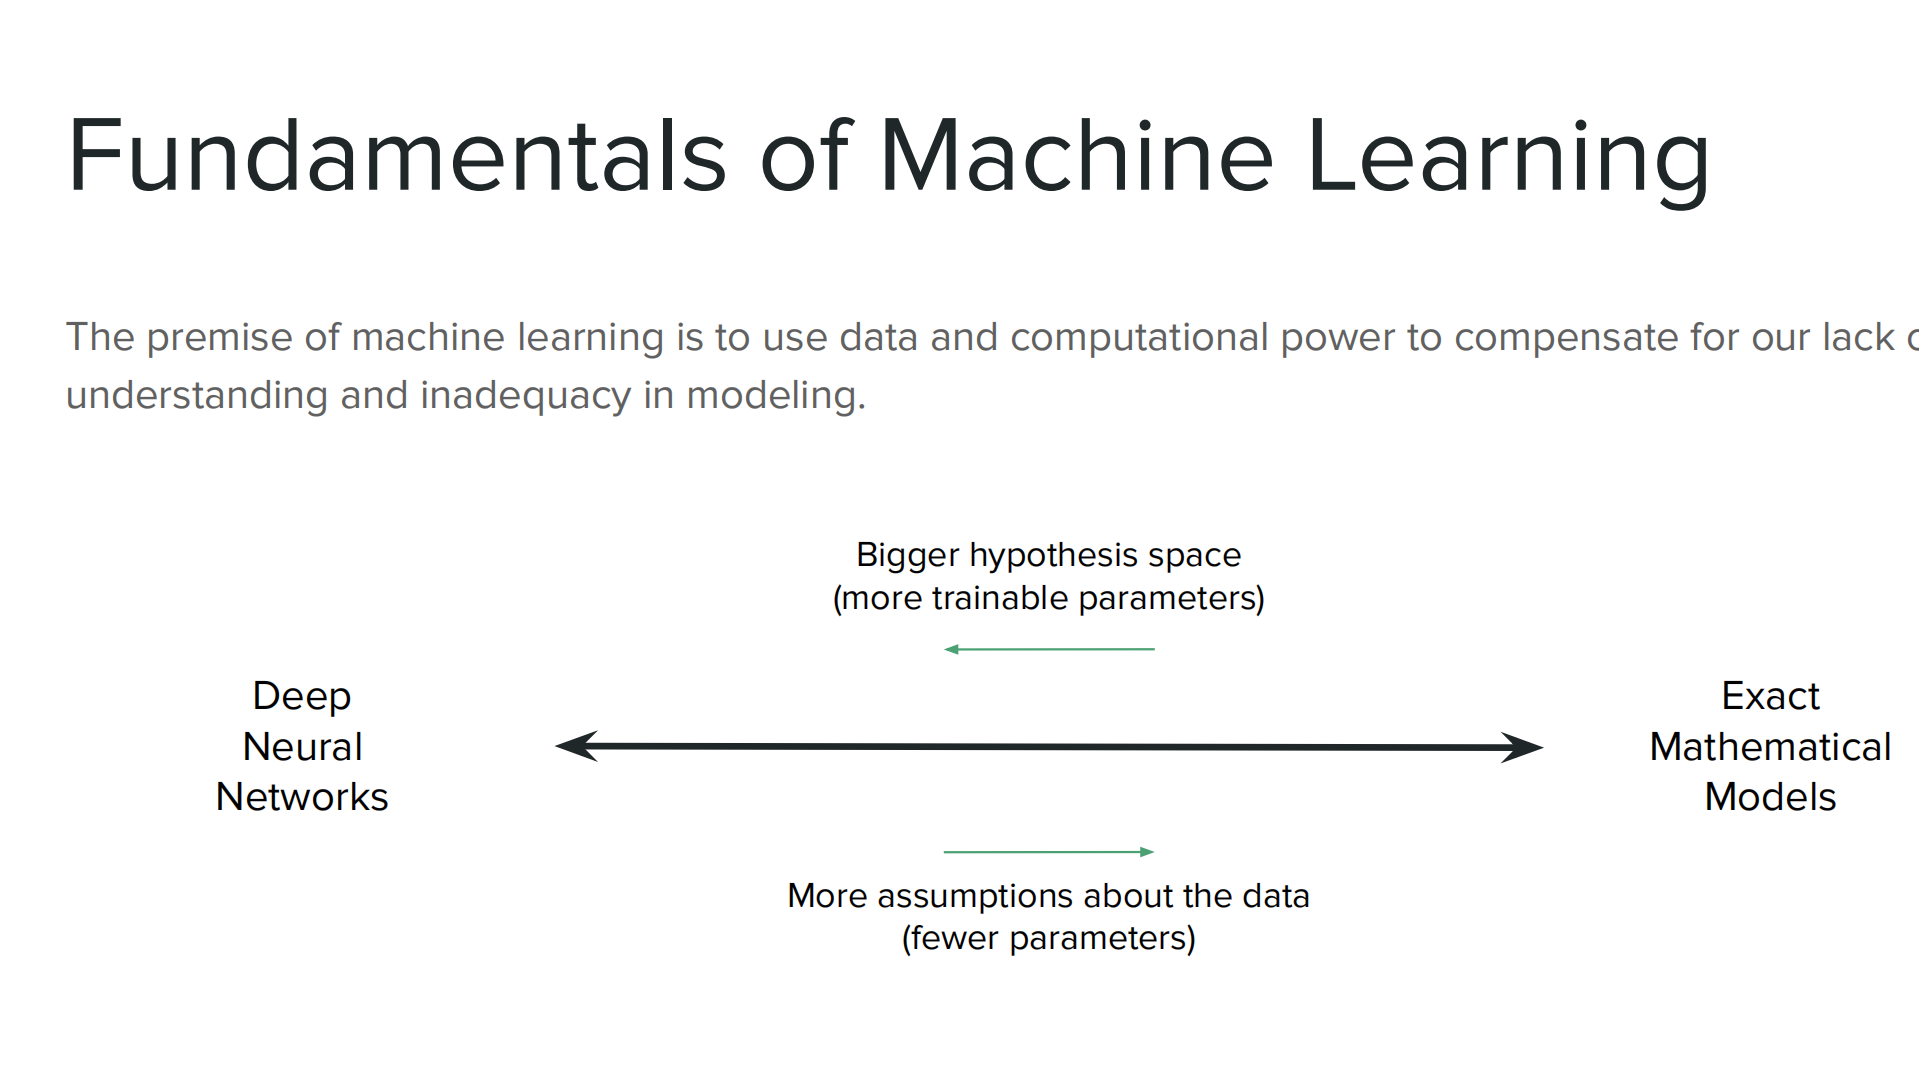 Fundamentals of Machine Learning
The premise of machine learning is to use data and computational power to compensate for our lack
understanding and inadequacy in modeling.
Bigger hypothesis space
(more trainable parameters)
Deep
Neural
Networks
Exact
Mathematical
Models
More assumptions about the data
(fewer parameters)